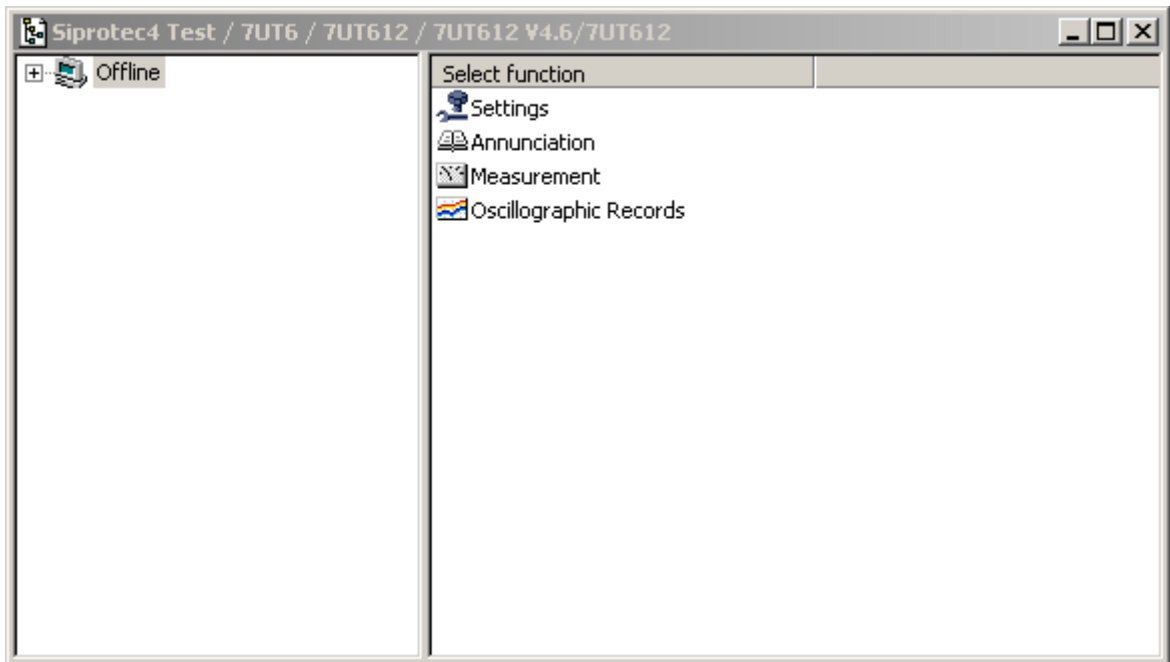 Siprotec4 Test / 7UT6 / 7UT612 / 7UT612 V4.6/7UT612
Offline
Select function
Settings
Annunciation
Measurement
Oscillographic Records